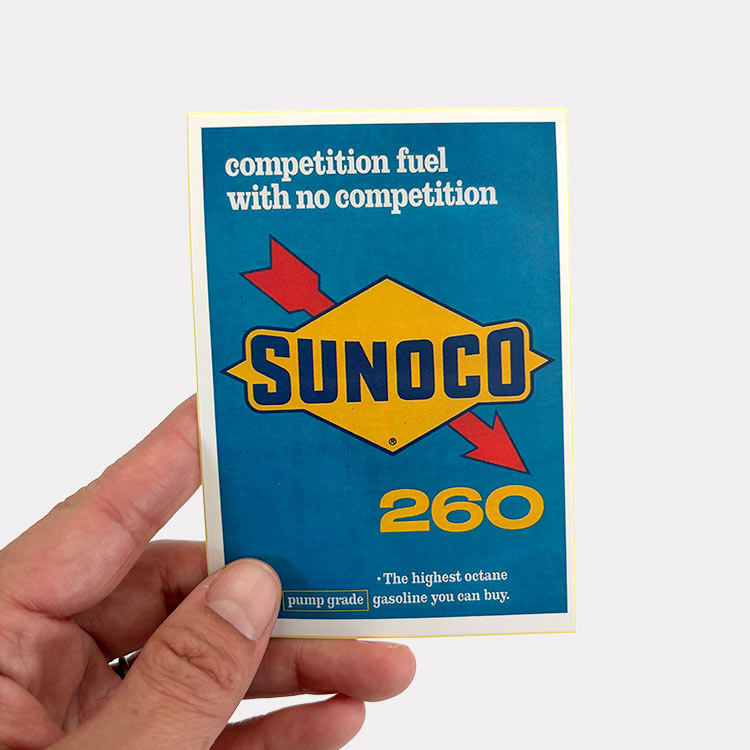 competition fuel
with no competition
SUNOCO
®
260
• The highest octane
pump grade gasoline you can buy.